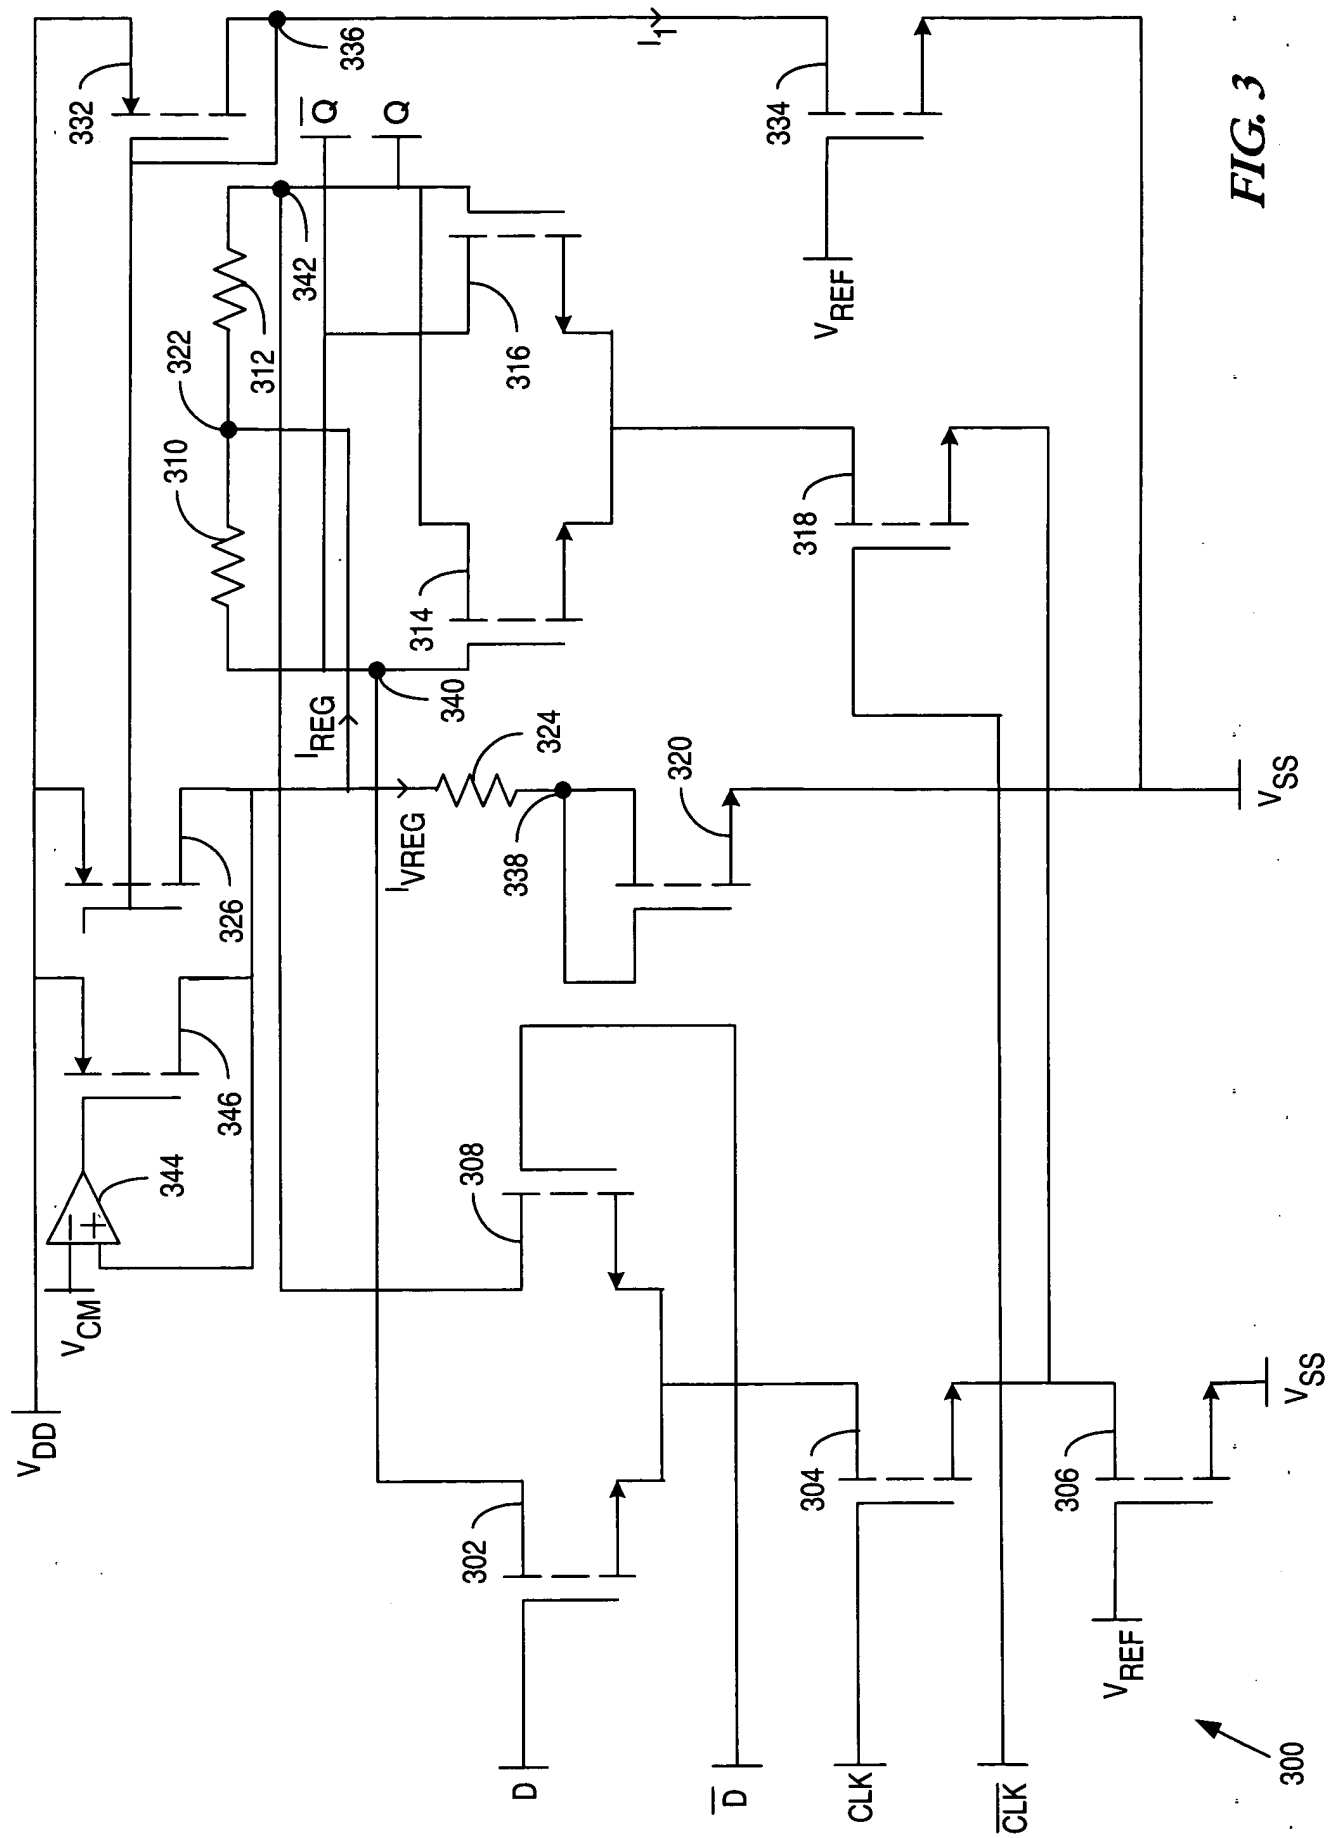 V_DD
V_CM
344
346
326
332
336
I_1
310
322
312
342
Q̅
Q
340
I_REG
314
316
324
I_VREG
338
320
308
302
318
334
V_REF
D
D̅
304
CLK
C̅L̅K̅
306
V_REF
V_SS
V_SS
300
FIG. 3